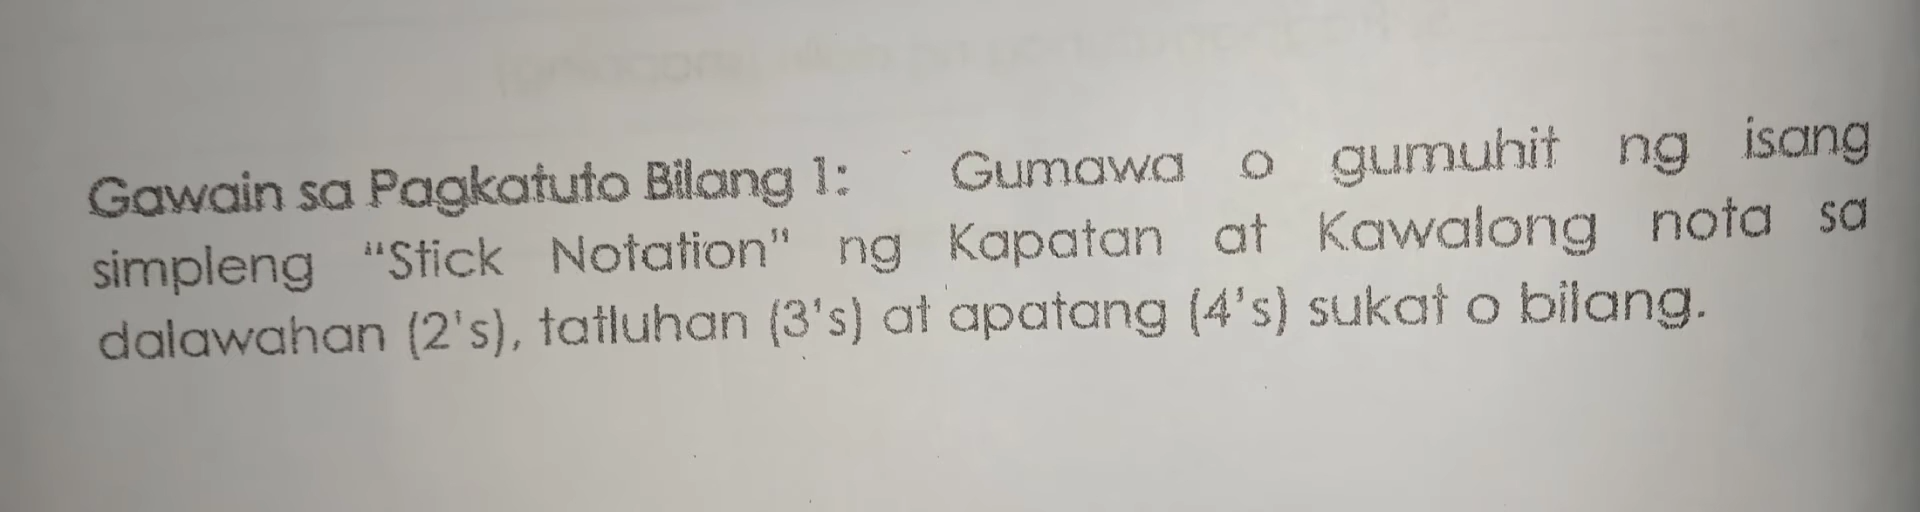 Gawain sa Pagkatuto Bilang 1: Gumawa o gumuhit ng isang
simpleng "Stick Notation" ng Kapatan at Kawalong nota sa
dalawahan (2's), tatluhan (3's) at apatang (4's) sukat o bilang.